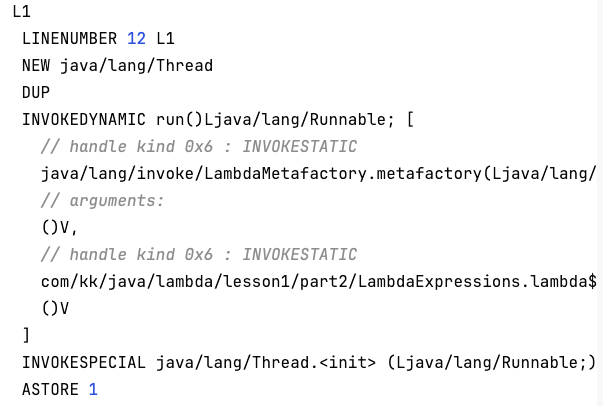 L1
LINENUMBER 12 L1
NEW java/lang/Thread
DUP
INVOKEDYNAMIC run()Ljava/lang/Runnable; [
// handle kind 0x6 : INVOKESTATIC
java/lang/invoke/LambdaMetafactory.metafactory(Ljava/lang/
// arguments:
()V,
// handle kind 0x6 : INVOKESTATIC
com/kk/java/lambda/lesson1/part2/LambdaExpressions.lambda$
()V
]
INVOKESPECIAL java/lang/Thread.<init> (Ljava/lang/Runnable;)
ASTORE 1